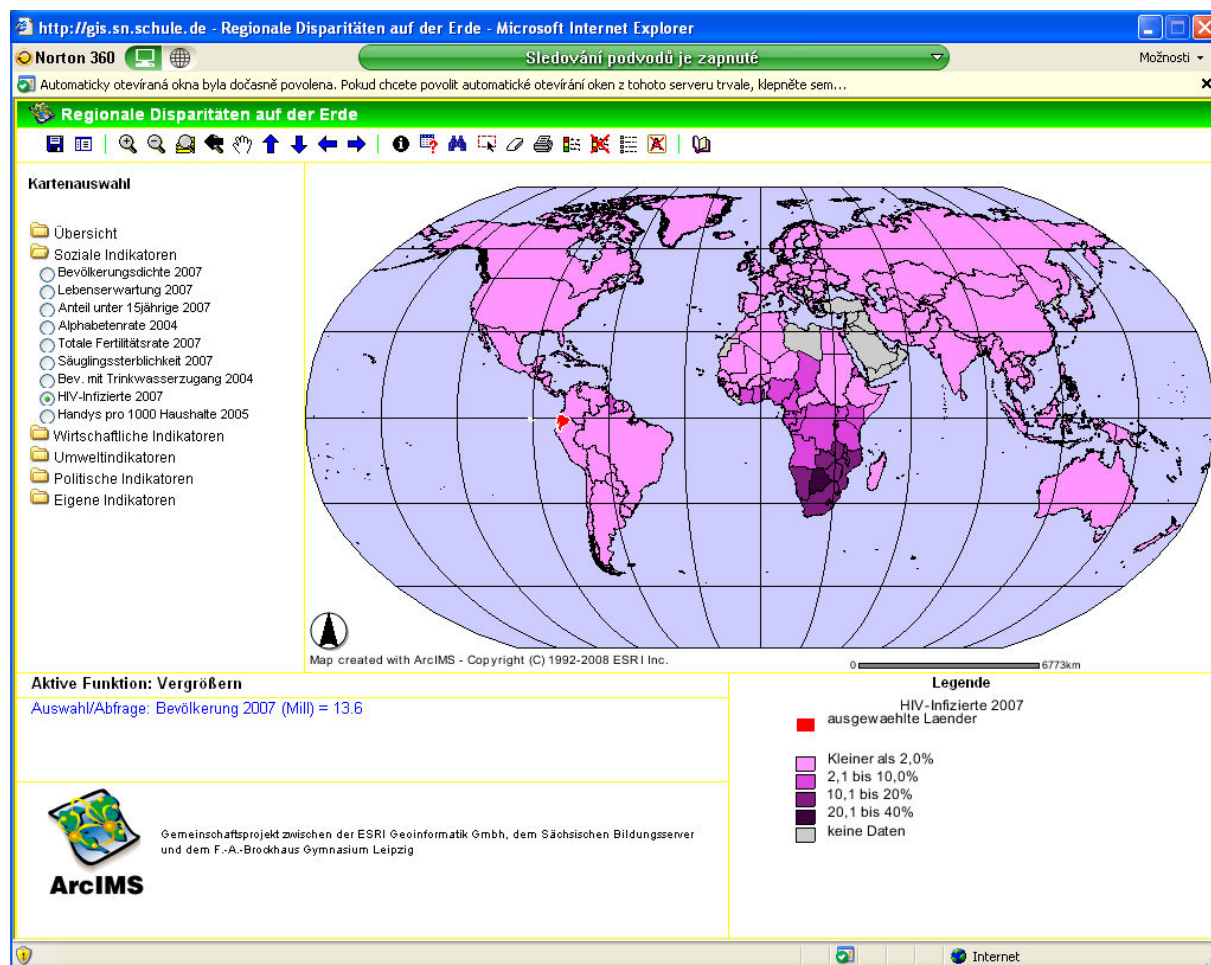 http://gis.sn.schule.de - Regionale Disparitäten auf der Erde - Microsoft Internet Explorer
Norton 360
Sledování podvodů je zapnuté
Možnosti
Automaticky otevíraná okna byla dočasně povolena. Pokud chcete povolit automatické otevírání oken z tohoto serveru trvale, klepněte sem...
Regionale Disparitäten auf der Erde
Kartenauswahl
Übersicht
Soziale Indikatoren
Bevölkerungsdichte 2007
Lebenserwartung 2007
Anteil unter 15jährige 2007
Alphabetenrate 2004
Totale Fertilitätsrate 2007
Säuglingssterblichkeit 2007
Bev. mit Trinkwasserzugang 2004
HIV-Infizierte 2007
Handys pro 1000 Haushalte 2005
Wirtschaftliche Indikatoren
Umweltindikatoren
Politische Indikatoren
Eigene Indikatoren
Map created with ArcIMS - Copyright (C) 1992-2008 ESRI Inc.
0 6773km
Aktive Funktion: Vergrößern
Auswahl/Abfrage: Bevölkerung 2007 (Mill) = 13.6
Legende
HIV-Infizierte 2007
ausgewaehlte Laender
Kleiner als 2,0%
2,1 bis 10,0%
10,1 bis 20%
20,1 bis 40%
keine Daten
Gemeinschaftsprojekt zwischen der ESRI Geoinformatik Gmbh, dem Sächsischen Bildungsserver
und dem F.-A.-Brockhaus Gymnasium Leipzig
ArcIMS
Internet